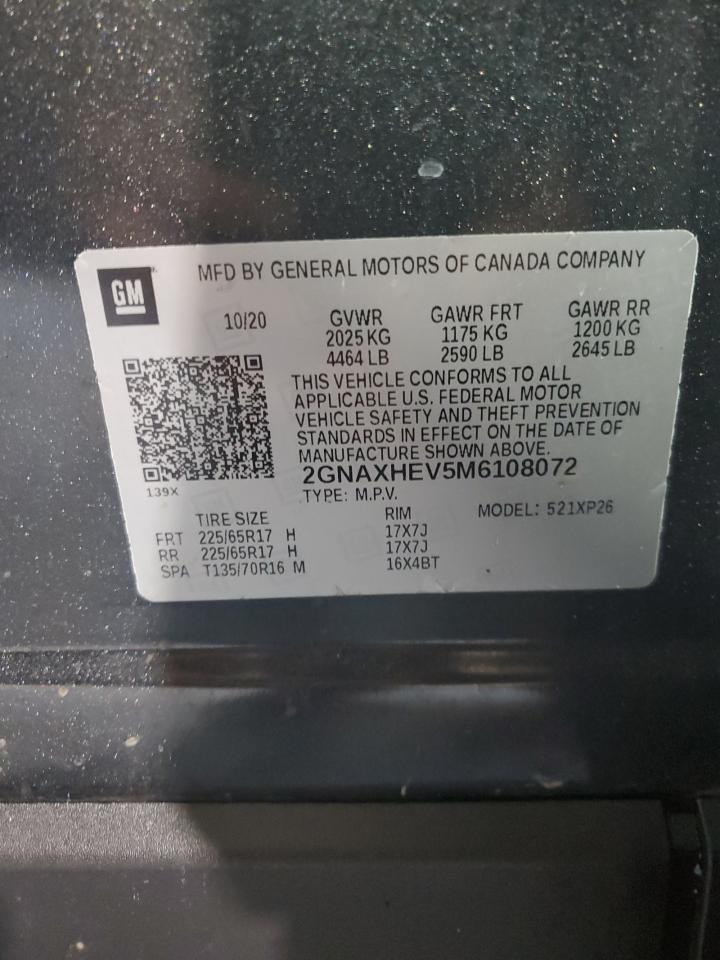 MFD BY GENERAL MOTORS OF CANADA COMPANY
GM
10/20 GVWR GAWR FRT GAWR RR
2025 KG 1175 KG 1200 KG
4464 LB 2590 LB 2645 LB
THIS VEHICLE CONFORMS TO ALL
APPLICABLE U.S. FEDERAL MOTOR
VEHICLE SAFETY AND THEFT PREVENTION
STANDARDS IN EFFECT ON THE DATE OF
MANUFACTURE SHOWN ABOVE.
2GNAXHEV5M6108072
139X
TYPE: M.P.V.
TIRE SIZE RIM MODEL: 521XP26
FRT 225/65R17 H 17X7J
RR 225/65R17 H 17X7J
SPA T135/70R16 M 16X4BT